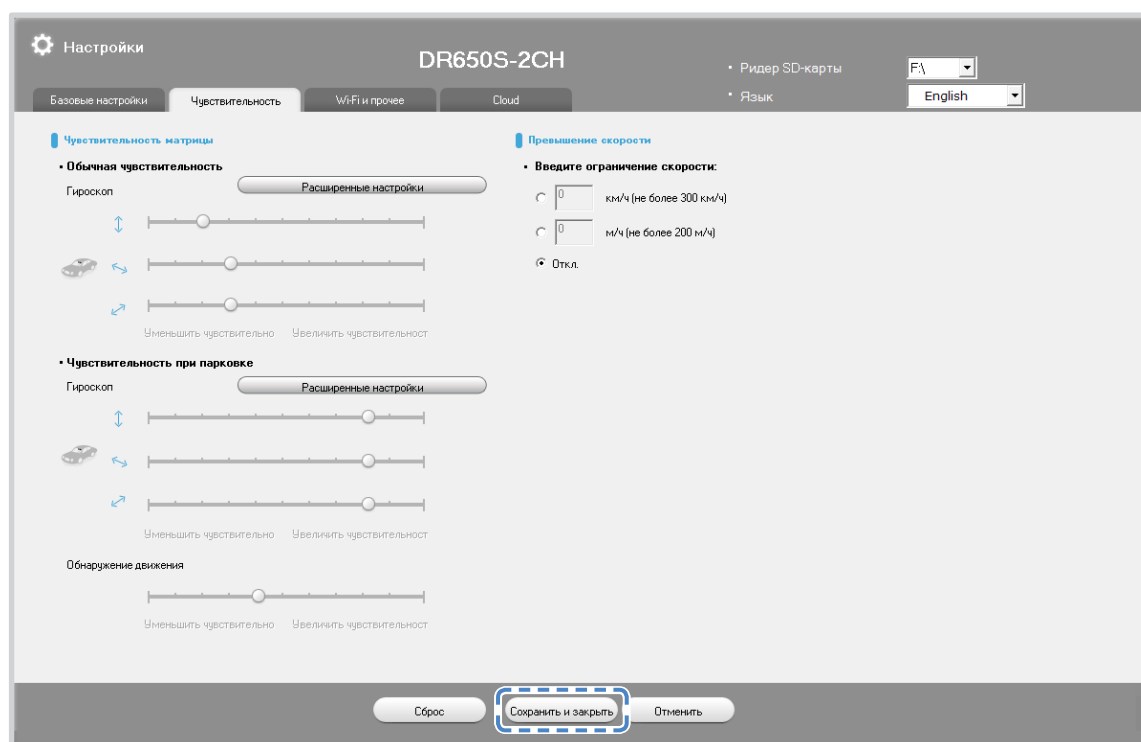 Настройки
DR650S-2CH
• Ридер SD-карты
F:\
• Язык
English
Базовые настройки
Чувствительность
Wi-Fi и прочее
Cloud
Чувствительность матрицы
• Обычная чувствительность
Гироскоп
Расширенные настройки
Уменьшить чувствительно
Увеличить чувствительност
• Чувствительность при парковке
Гироскоп
Расширенные настройки
Уменьшить чувствительно
Увеличить чувствительност
Обнаружение движения
Уменьшить чувствительно
Увеличить чувствительност
Превышение скорости
• Введите ограничение скорости:
0 км/ч (не более 300 км/ч)
0 м/ч (не более 200 м/ч)
Откл.
Сброс
Сохранить и закрыть
Отменить